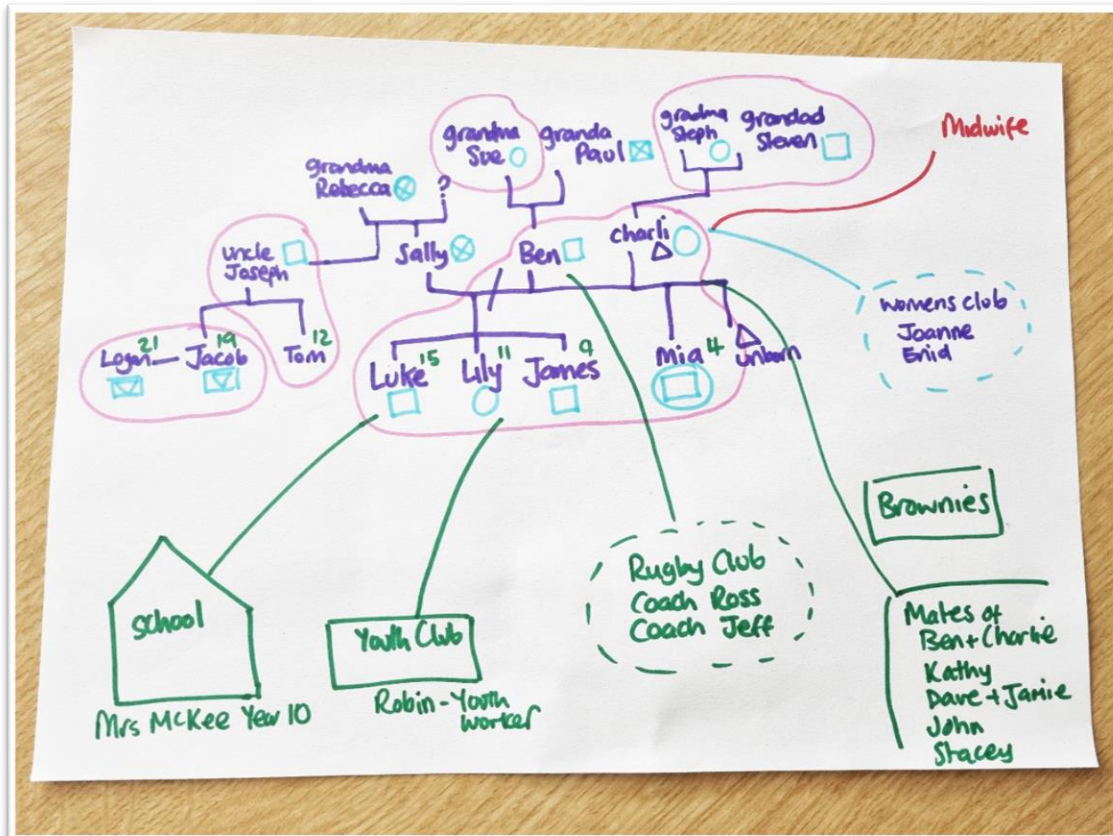 grandma
Sue
granda
Paul
gradma
Steph
grandad
Steven
Midwife
grandma
Rebecca
?
uncle
Joseph
Sally
Ben
charli
womens club
Joanne
Enid
Logan 21
Jacob 19
Tom 12
Luke 15
Lily 11
James 9
Mia 4
unborn
Brownies
school
Mrs McKee Year 10
Youth Club
Robin - Youth
worker
Rugby Club
Coach Ross
Coach Jeff
Mates of
Ben + Charlie
Kathy
Dave + Jamie
John
Stacey